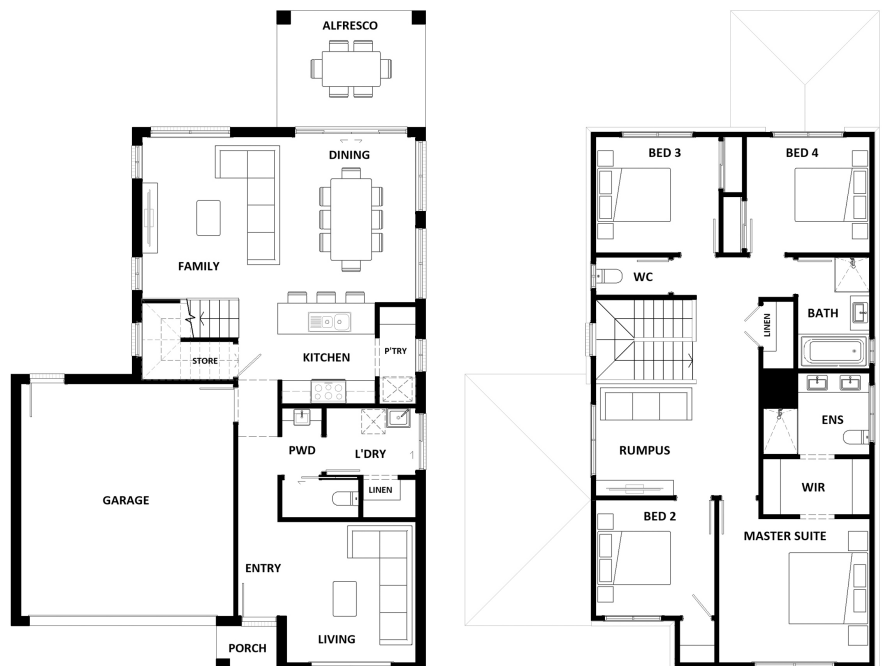 ALFRESCO
DINING
FAMILY
STORE
KITCHEN
P'TRY
PWD
L'DRY
LINEN
GARAGE
ENTRY
LIVING
PORCH
BED 3
BED 4
WC
LINEN
BATH
ENS
RUMPUS
WIR
BED 2
MASTER SUITE